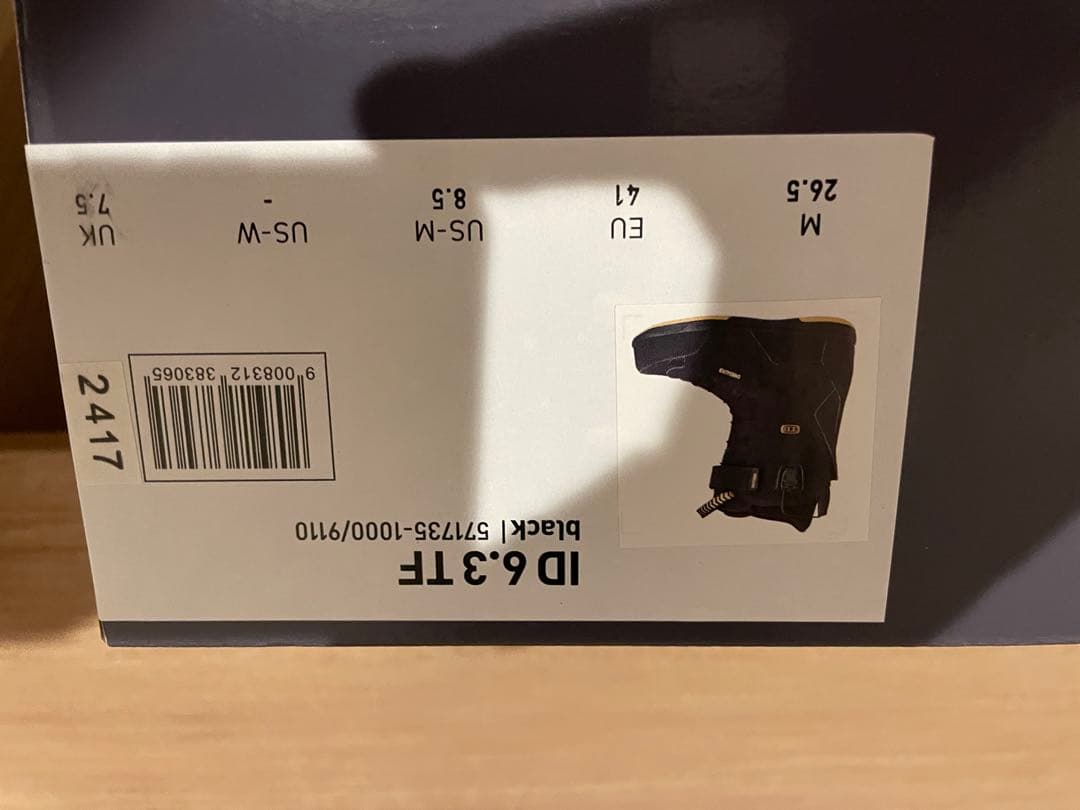 ID 6.3 TF
black | 571735-1000/9110
9 008312 383065
2417
M EU US-M US-W UK
26.5 41 8.5 - 7.5